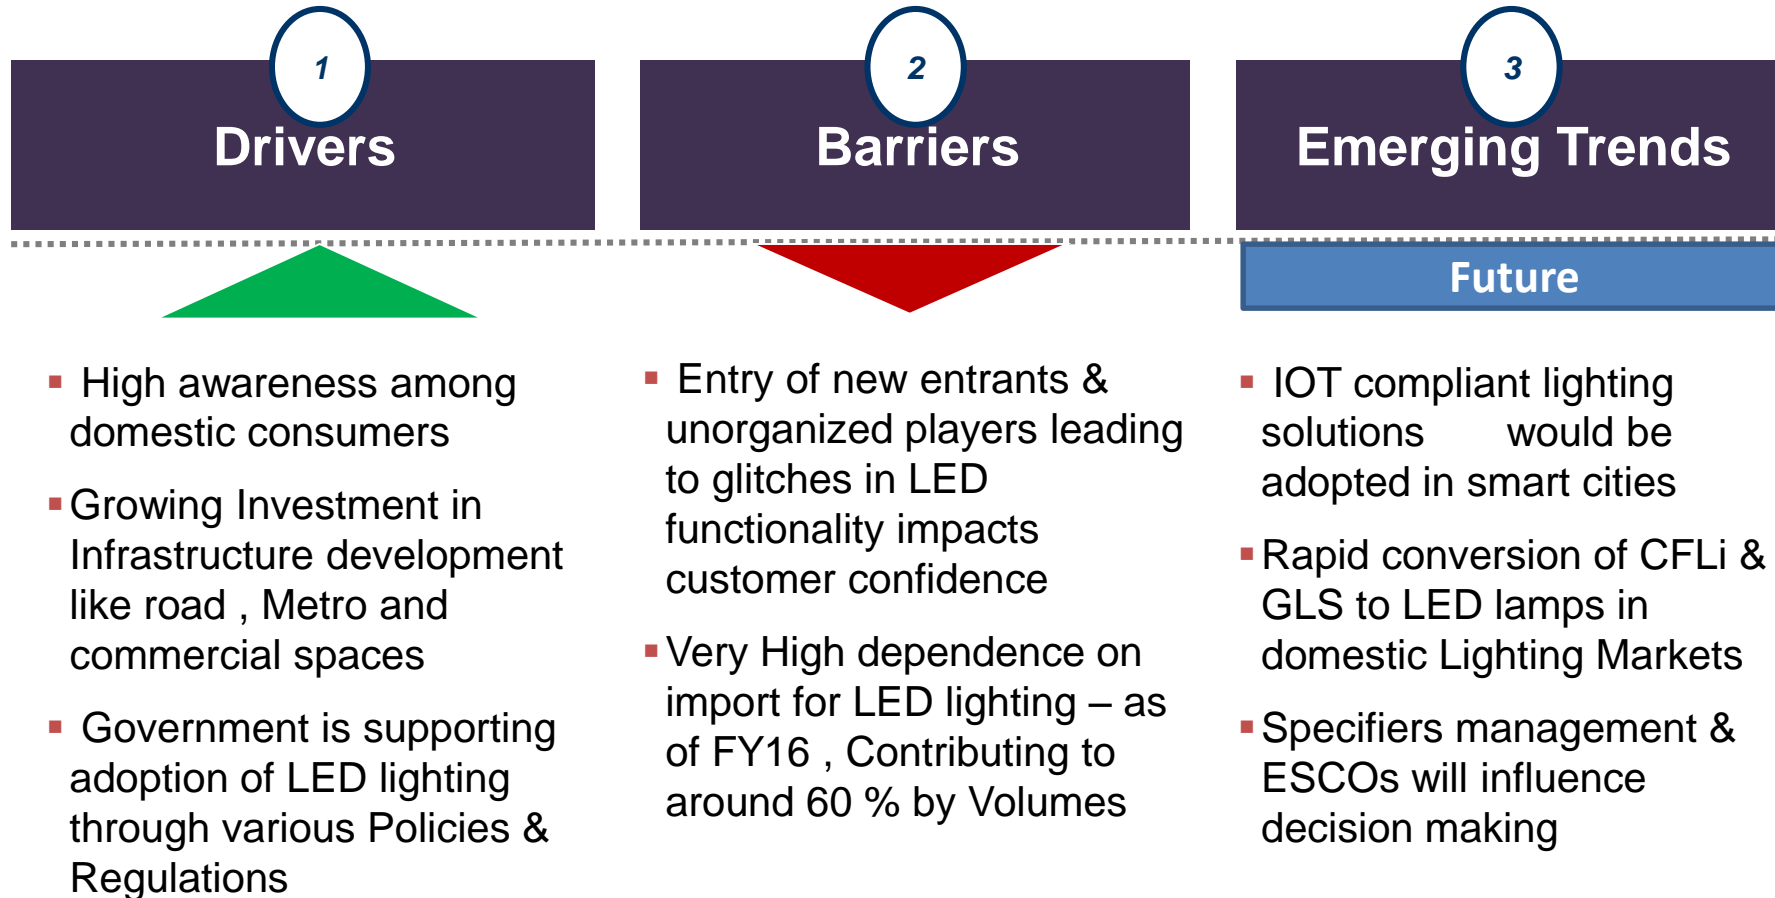 1
Drivers
▪ High awareness among
domestic consumers
▪ Growing Investment in
Infrastructure development
like road , Metro and
commercial spaces
▪ Government is supporting
adoption of LED lighting
through various Policies &
Regulations
2
Barriers
▪ Entry of new entrants &
unorganized players leading
to glitches in LED
functionality impacts
customer confidence
▪ Very High dependence on
import for LED lighting – as
of FY16 , Contributing to
around 60 % by Volumes
3
Emerging Trends
Future
▪ IOT compliant lighting
solutions would be
adopted in smart cities
▪ Rapid conversion of CFLi &
GLS to LED lamps in
domestic Lighting Markets
▪ Specifiers management &
ESCOs will influence
decision making